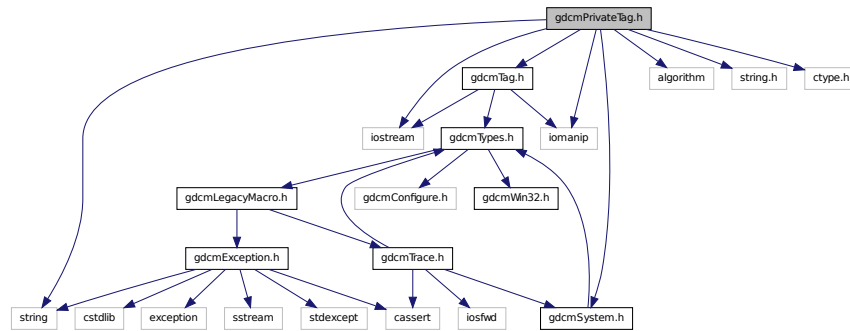 gdcmPrivateTag.h
gdcmTag.h
algorithm
string.h
ctype.h
iostream
gdcmTypes.h
iomanip
gdcmLegacyMacro.h
gdcmConfigure.h
gdcmWin32.h
gdcmException.h
gdcmTrace.h
string
cstdlib
exception
sstream
stdexcept
cassert
iosfwd
gdcmSystem.h